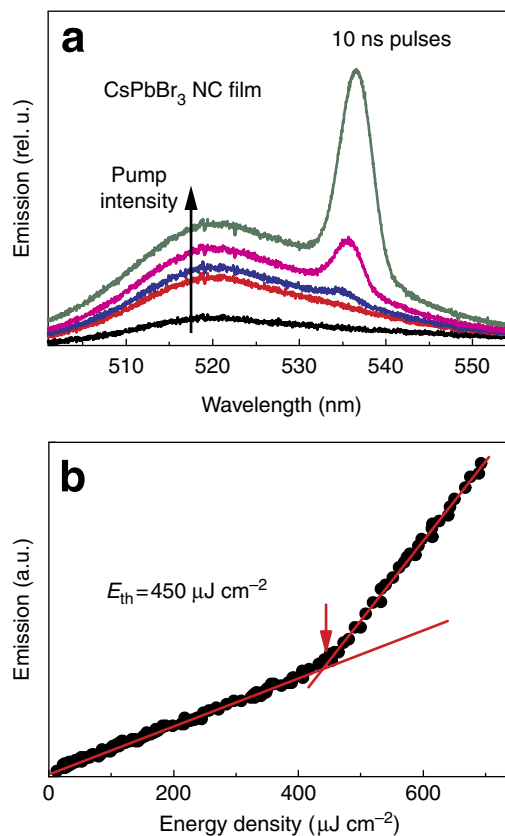 a
10 ns pulses
CsPbBr₃ NC film
Pump
intensity
Emission (rel. u.)
510 520 530 540 550
Wavelength (nm)
b
E_th = 450 μJ cm⁻²
Emission (a.u.)
0 200 400 600
Energy density (μJ cm⁻²)